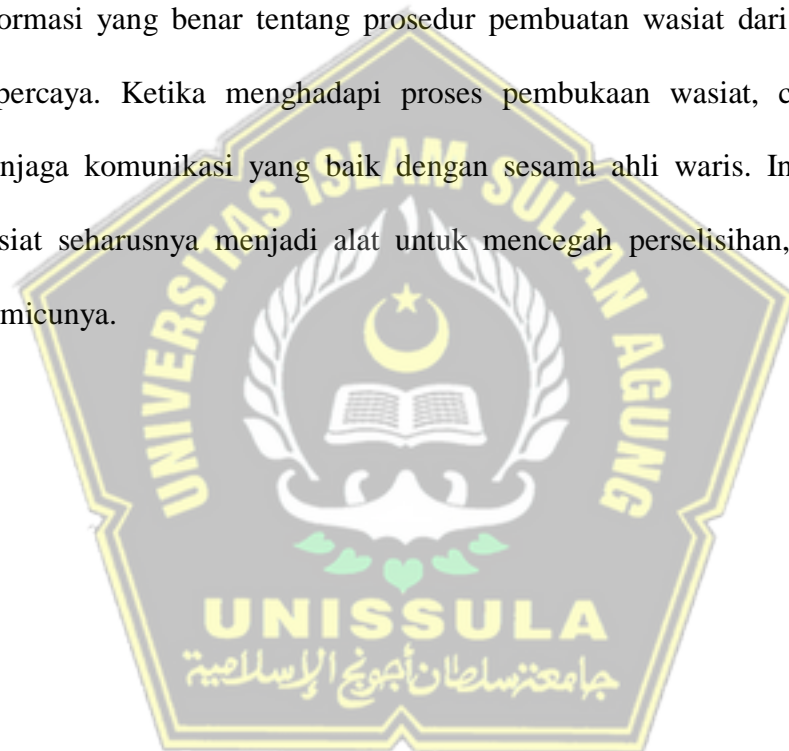 formasi yang benar tentang prosedur pembuatan wasiat dari
percaya. Ketika menghadapi proses pembukaan wasiat, c
njaga komunikasi yang baik dengan sesama ahli waris. In
siat seharusnya menjadi alat untuk mencegah perselisihan,
micunya.
UNIVERSITAS ISLAM SULTAN AGUNG
UNISSULA
جامعة سلطان أجونج الإسلامية